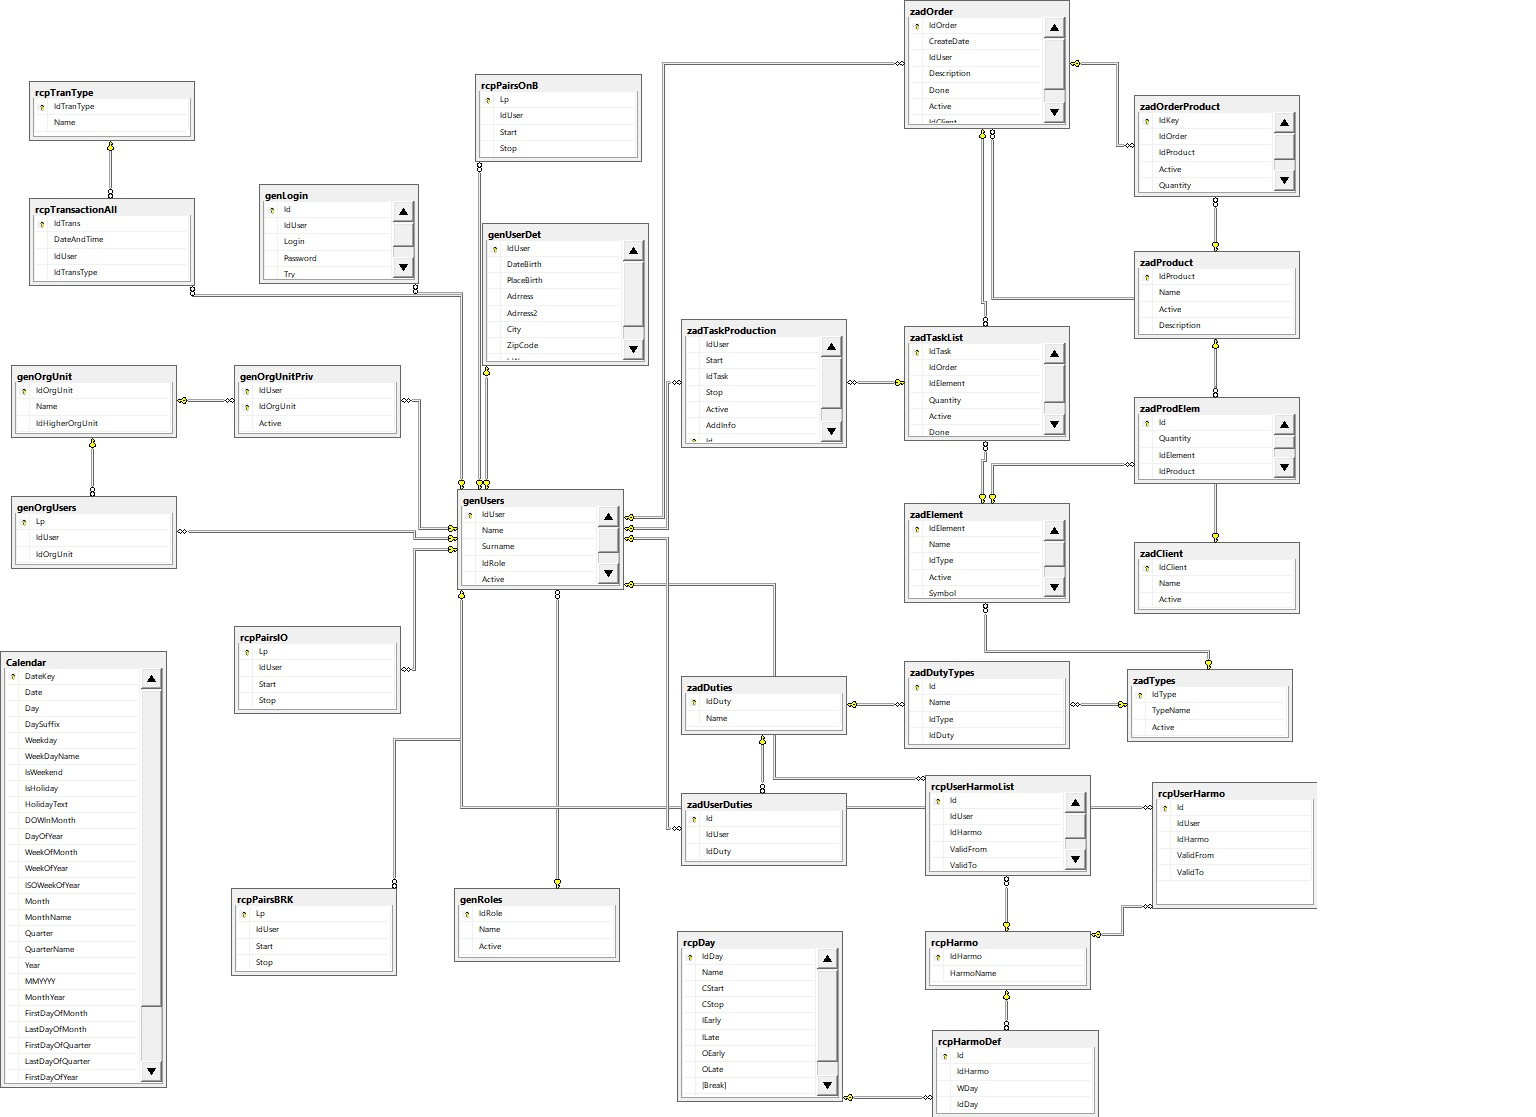 zadOrder
IdOrder
CreateDate
IdUser
Description
Done
Active
IdClient
rcpPairsOnB
Lp
IdUser
Start
Stop
rcpTranType
IdTranType
Name
zadOrderProduct
IdKey
IdOrder
IdProduct
Active
Quantity
genLogin
Id
IdUser
Login
Password
Try
rcpTransactionAll
IdTrans
DateAndTime
IdUser
IdTransType
genUserDet
IdUser
DateBirth
PlaceBirth
Adrress
Adrress2
City
ZipCode
zadProduct
IdProduct
Name
Active
Description
zadTaskProduction
IdUser
Start
IdTask
Stop
Active
AddInfo
Id
zadTaskList
IdTask
IdOrder
IdElement
Quantity
Active
Done
genOrgUnit
IdOrgUnit
Name
IdHigherOrgUnit
genOrgUnitPriv
IdUser
IdOrgUnit
Active
zadProdElem
Id
Quantity
IdElement
IdProduct
genOrgUsers
Lp
IdUser
IdOrgUnit
genUsers
IdUser
Name
Surname
IdRole
Active
zadElement
IdElement
Name
IdType
Active
Symbol
zadClient
IdClient
Name
Active
rcpPairsIO
Lp
IdUser
Start
Stop
Calendar
DateKey
Date
Day
DaySuffix
Weekday
WeekDayName
IsWeekend
IsHoliday
HolidayText
DOWInMonth
DayOfYear
WeekOfMonth
WeekOfYear
ISOWeekOfYear
Month
MonthName
Quarter
QuarterName
Year
MMYYYY
MonthYear
FirstDayOfMonth
LastDayOfMonth
FirstDayOfQuarter
LastDayOfQuarter
FirstDayOfYear
zadDuties
IdDuty
Name
zadDutyTypes
Id
Name
IdType
IdDuty
zadTypes
IdType
TypeName
Active
zadUserDuties
Id
IdUser
IdDuty
rcpUserHarmoList
Id
IdUser
IdHarmo
ValidFrom
ValidTo
rcpUserHarmo
Id
IdUser
IdHarmo
ValidFrom
ValidTo
rcpPairsBRK
Lp
IdUser
Start
Stop
genRoles
IdRole
Name
Active
rcpDay
IdDay
Name
CStart
CStop
IEarly
ILate
OEarly
OLate
[Break]
rcpHarmo
IdHarmo
HarmoName
rcpHarmoDef
Id
IdHarmo
WDay
IdDay